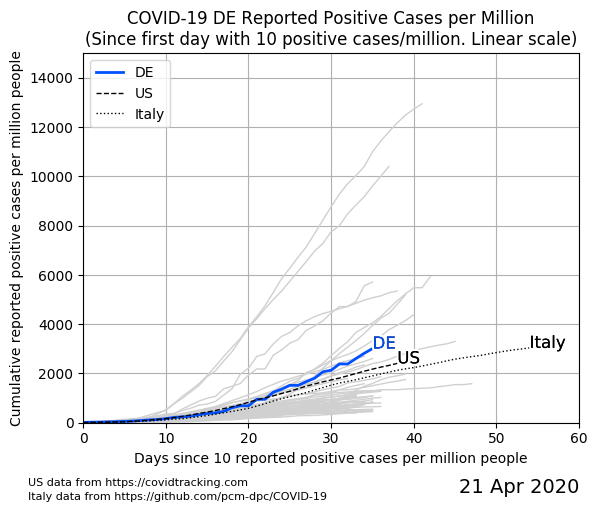 COVID-19 DE Reported Positive Cases per Million
(Since first day with 10 positive cases/million. Linear scale)
Cumulative reported positive cases per million people
14000
12000
10000
8000
6000
4000
2000
0
DE
US
Italy
DE
US
Italy
0 10 20 30 40 50 60
Days since 10 reported positive cases per million people
US data from https://covidtracking.com
Italy data from https://github.com/pcm-dpc/COVID-19
21 Apr 2020